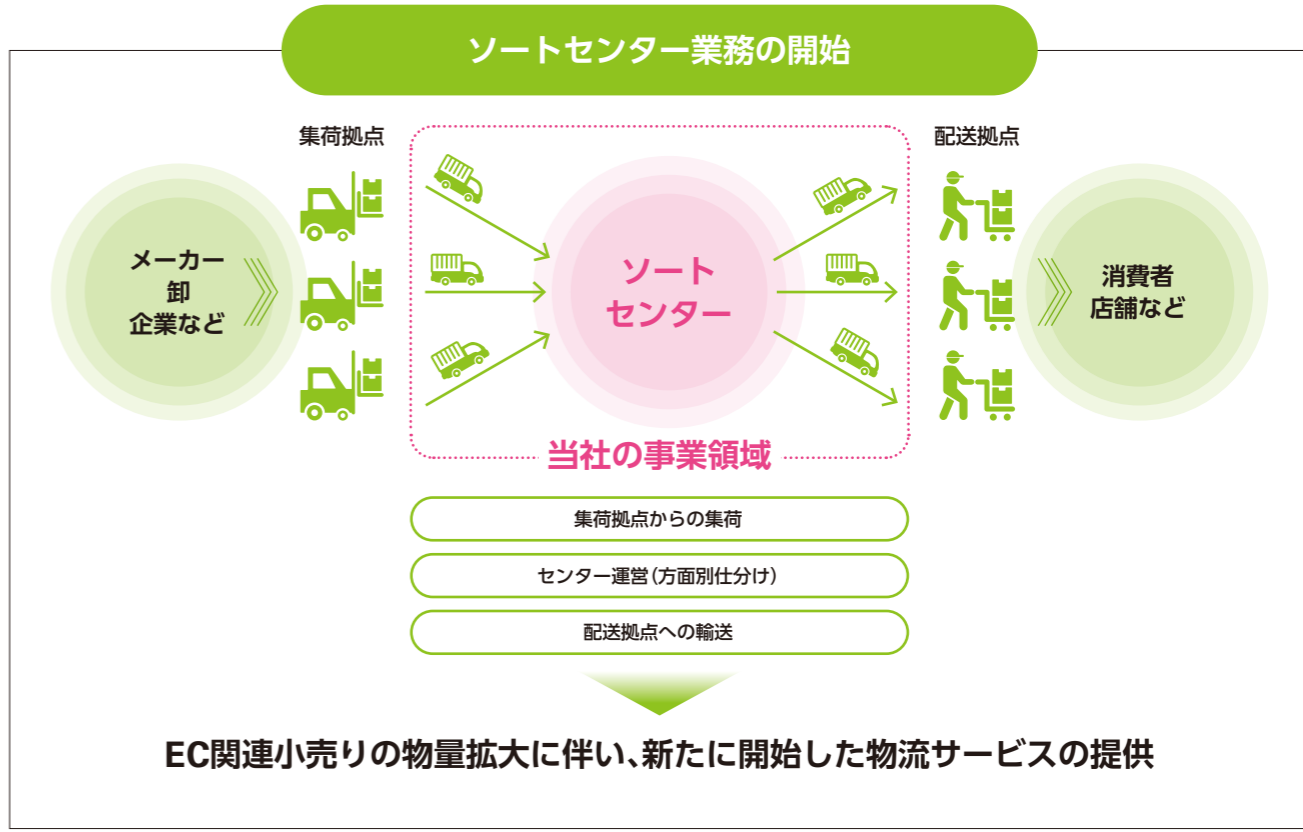 ソートセンター業務の開始
集荷拠点
配送拠点
メーカー
卸
企業など
ソート
センター
消費者
店舗など
当社の事業領域
集荷拠点からの集荷
センター運営(方面別仕分け)
配送拠点への輸送
EC関連小売りの物量拡大に伴い、新たに開始した物流サービスの提供